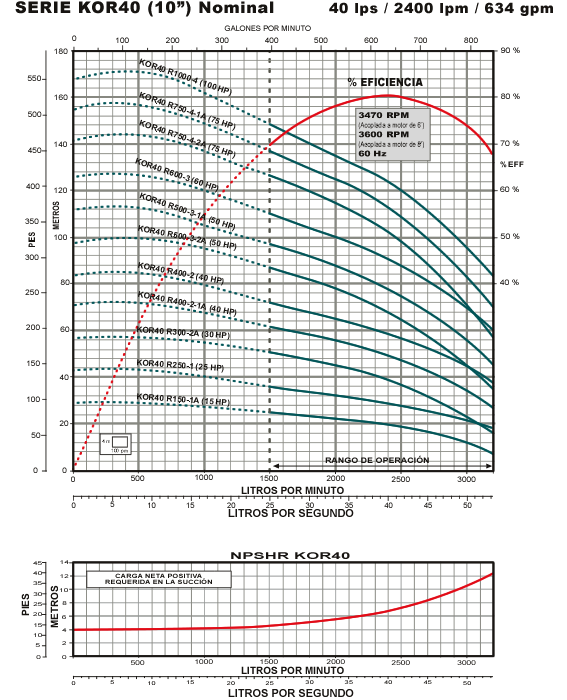 SERIE KOR40 (10”) Nominal 40 lps / 2400 lpm / 634 gpm
GALONES POR MINUTO
0 100 200 300 400 500 600 700 800
180 160 140 120 100 80 60 40 20 0
METROS
550 500 450 400 350 300 250 200 150 100 50 0
PIES
90 % 80 % 70 % 60 % 50 % 40 %
%EFF
% EFICIENCIA
3470 RPM
(Acoplada a motor de 6')
3600 RPM
(Acoplada a motor de 8')
60 Hz
KOR40 R1000-4 (100 HP)
KOR40 R750-4-1A (75 HP)
KOR40 R750-4-2A (75 HP)
KOR40 R600-3 (60 HP)
KOR40 R500-3-1A (50 HP)
KOR40 R500-3-2A (50 HP)
KOR40 R400-2 (40 HP)
KOR40 R400-2-1A (40 HP)
KOR40 R300-2A (30 HP)
KOR40 R250-1 (25 HP)
KOR40 R150-1A (15 HP)
4 m
100 lpm
RANGO DE OPERACIÓN
0 500 1000 1500 2000 2500 3000
LITROS POR MINUTO
0 5 10 15 20 25 30 35 40 45 50
LITROS POR SEGUNDO
NPSHR KOR40
45 40 35 30 25 20 15 10 5 0
PIES
14 12 10 8 6 4 2 0
METROS
CARGA NETA POSITIVA
REQUERIDA EN LA SUCCIÓN
500 1000 1500 2000 2500 3000
LITROS POR MINUTO
0 5 10 15 20 25 30 35 40 45 50
LITROS POR SEGUNDO